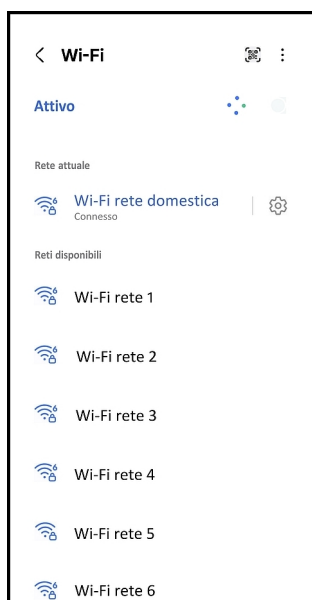 Wi-Fi
Attivo
Rete attuale
Wi-Fi rete domestica
Connesso
Reti disponibili
Wi-Fi rete 1
Wi-Fi rete 2
Wi-Fi rete 3
Wi-Fi rete 4
Wi-Fi rete 5
Wi-Fi rete 6